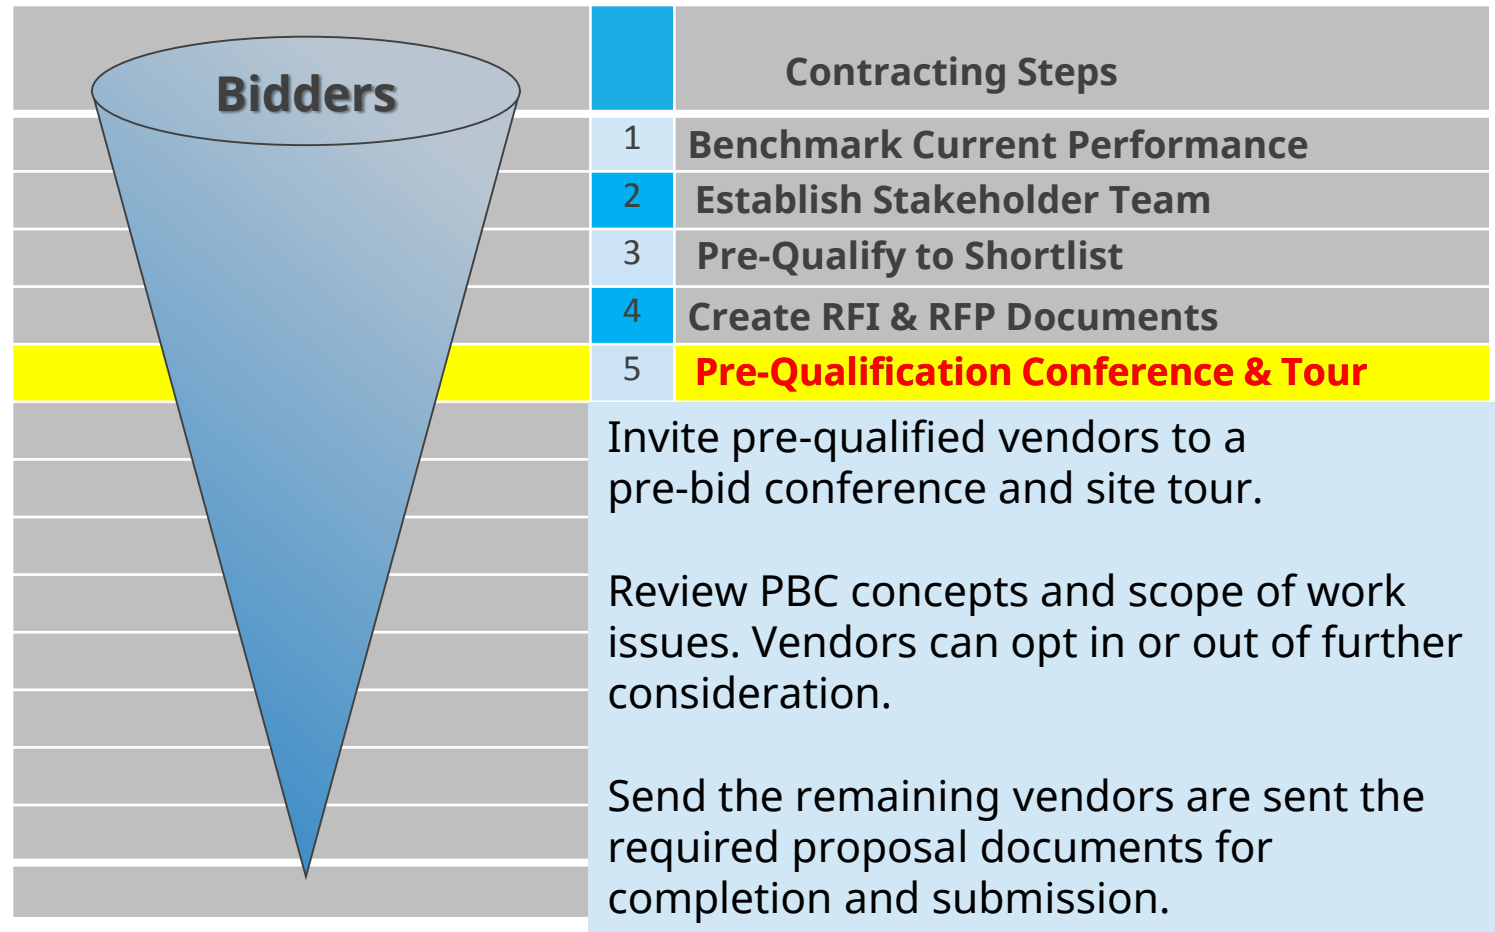 Bidders
Contracting Steps
1 Benchmark Current Performance
2 Establish Stakeholder Team
3 Pre-Qualify to Shortlist
4 Create RFI & RFP Documents
5 Pre-Qualification Conference & Tour
Invite pre-qualified vendors to a
pre-bid conference and site tour.
Review PBC concepts and scope of work
issues. Vendors can opt in or out of further
consideration.
Send the remaining vendors are sent the
required proposal documents for
completion and submission.